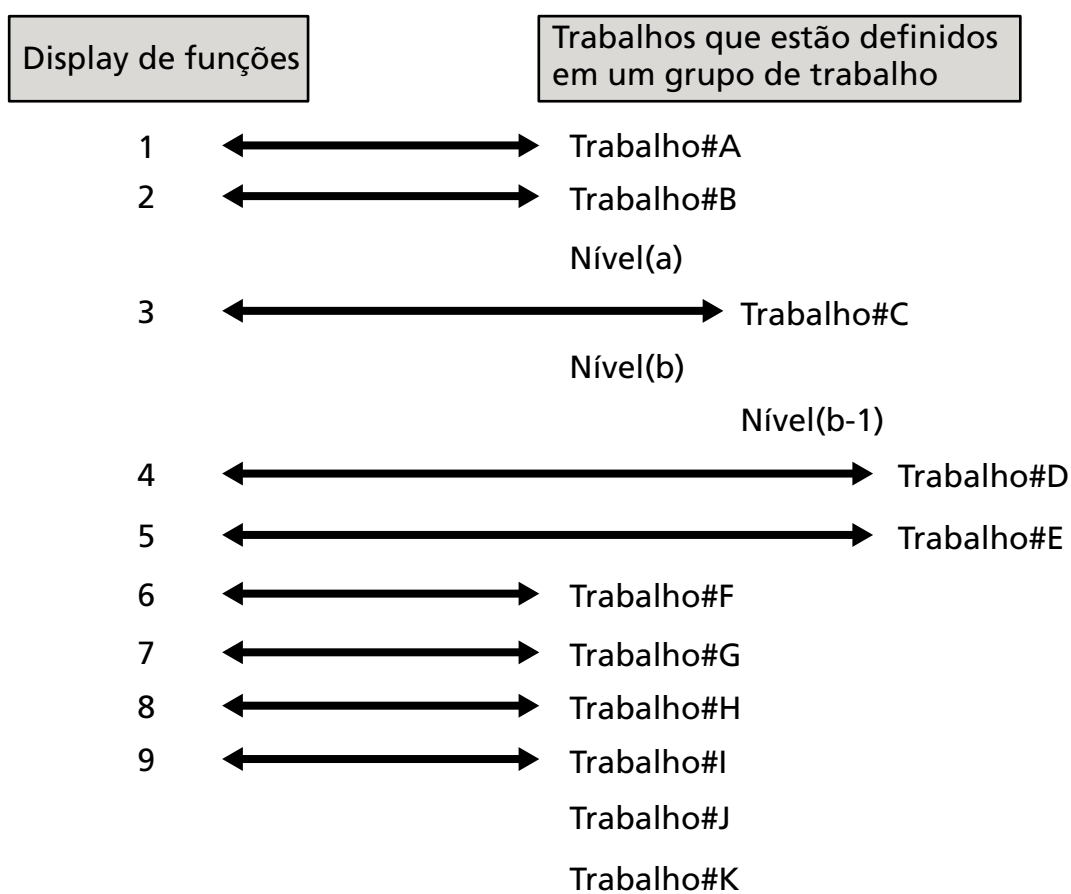 Display de funções
Trabalhos que estão definidos
em um grupo de trabalho
1 Trabalho#A
2 Trabalho#B
Nível(a)
3 Trabalho#C
Nível(b)
Nível(b-1)
4 Trabalho#D
5 Trabalho#E
6 Trabalho#F
7 Trabalho#G
8 Trabalho#H
9 Trabalho#I
Trabalho#J
Trabalho#K